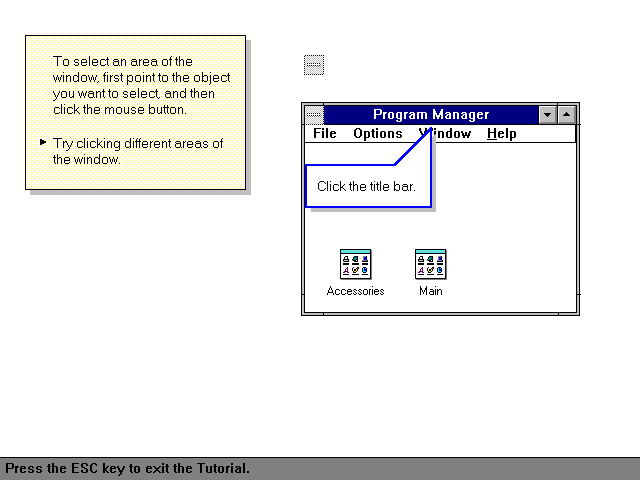 To select an area of the
window, first point to the object
you want to select, and then
click the mouse button.
Try clicking different areas of
the window.
Program Manager
File Options Window Help
Click the title bar.
Accessories Main
Press the ESC key to exit the Tutorial.